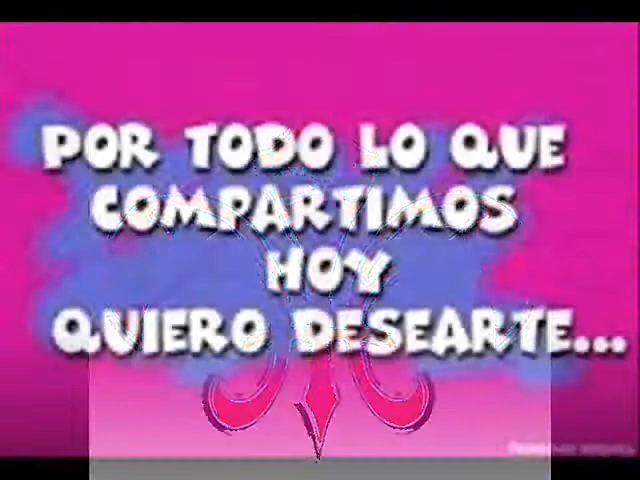 POR TODO LO QUE
COMPARTIMOS
HOY
QUIERO DESEARTE...